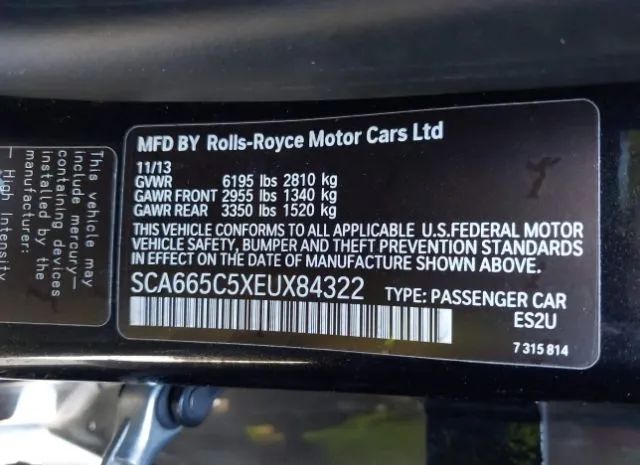 MFD BY Rolls-Royce Motor Cars Ltd
11/13
GVWR 6195 lbs 2810 kg
GAWR FRONT 2955 lbs 1340 kg
GAWR REAR 3350 lbs 1520 kg
THIS VEHICLE CONFORMS TO ALL APPLICABLE U.S.FEDERAL MOTOR
VEHICLE SAFETY, BUMPER AND THEFT PREVENTION STANDARDS
IN EFFECT ON THE DATE OF MANUFACTURE SHOWN ABOVE.
SCA665C5XEUX84322 TYPE: PASSENGER CAR
ES2U
7 315 814
This vehicle may
include mercury-
containing devices
installed by the
manufacturer:
- High Intensity